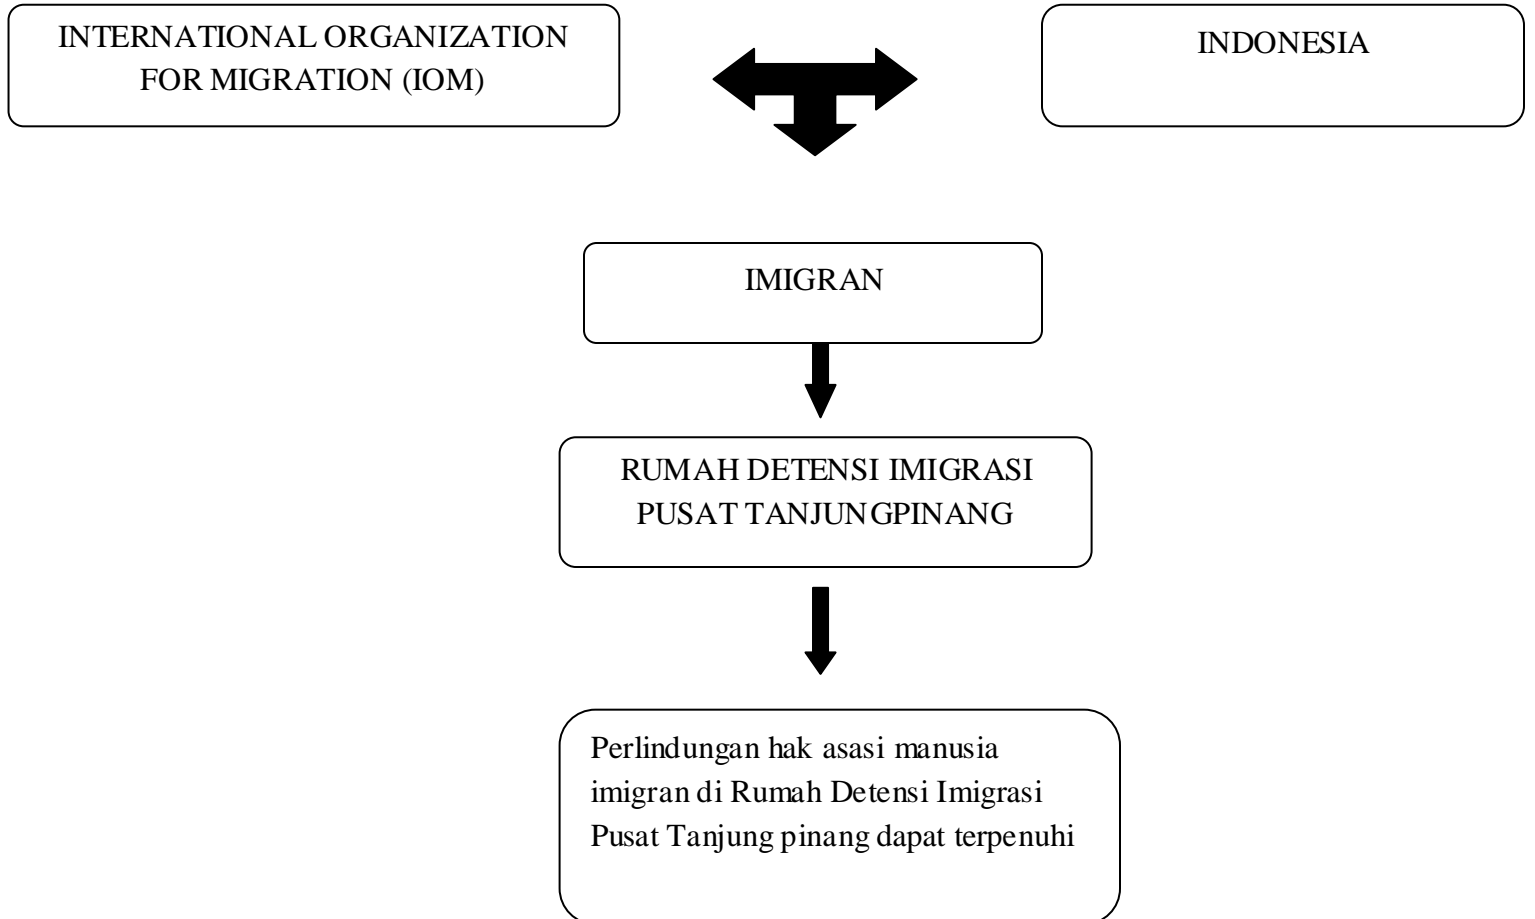 INTERNATIONAL ORGANIZATION
FOR MIGRATION (IOM)
INDONESIA
IMIGRAN
RUMAH DETENSI IMIGRASI
PUSAT TANJUNGPINANG
Perlindungan hak asasi manusia
imigran di Rumah Detensi Imigrasi
Pusat Tanjung pinang dapat terpenuhi